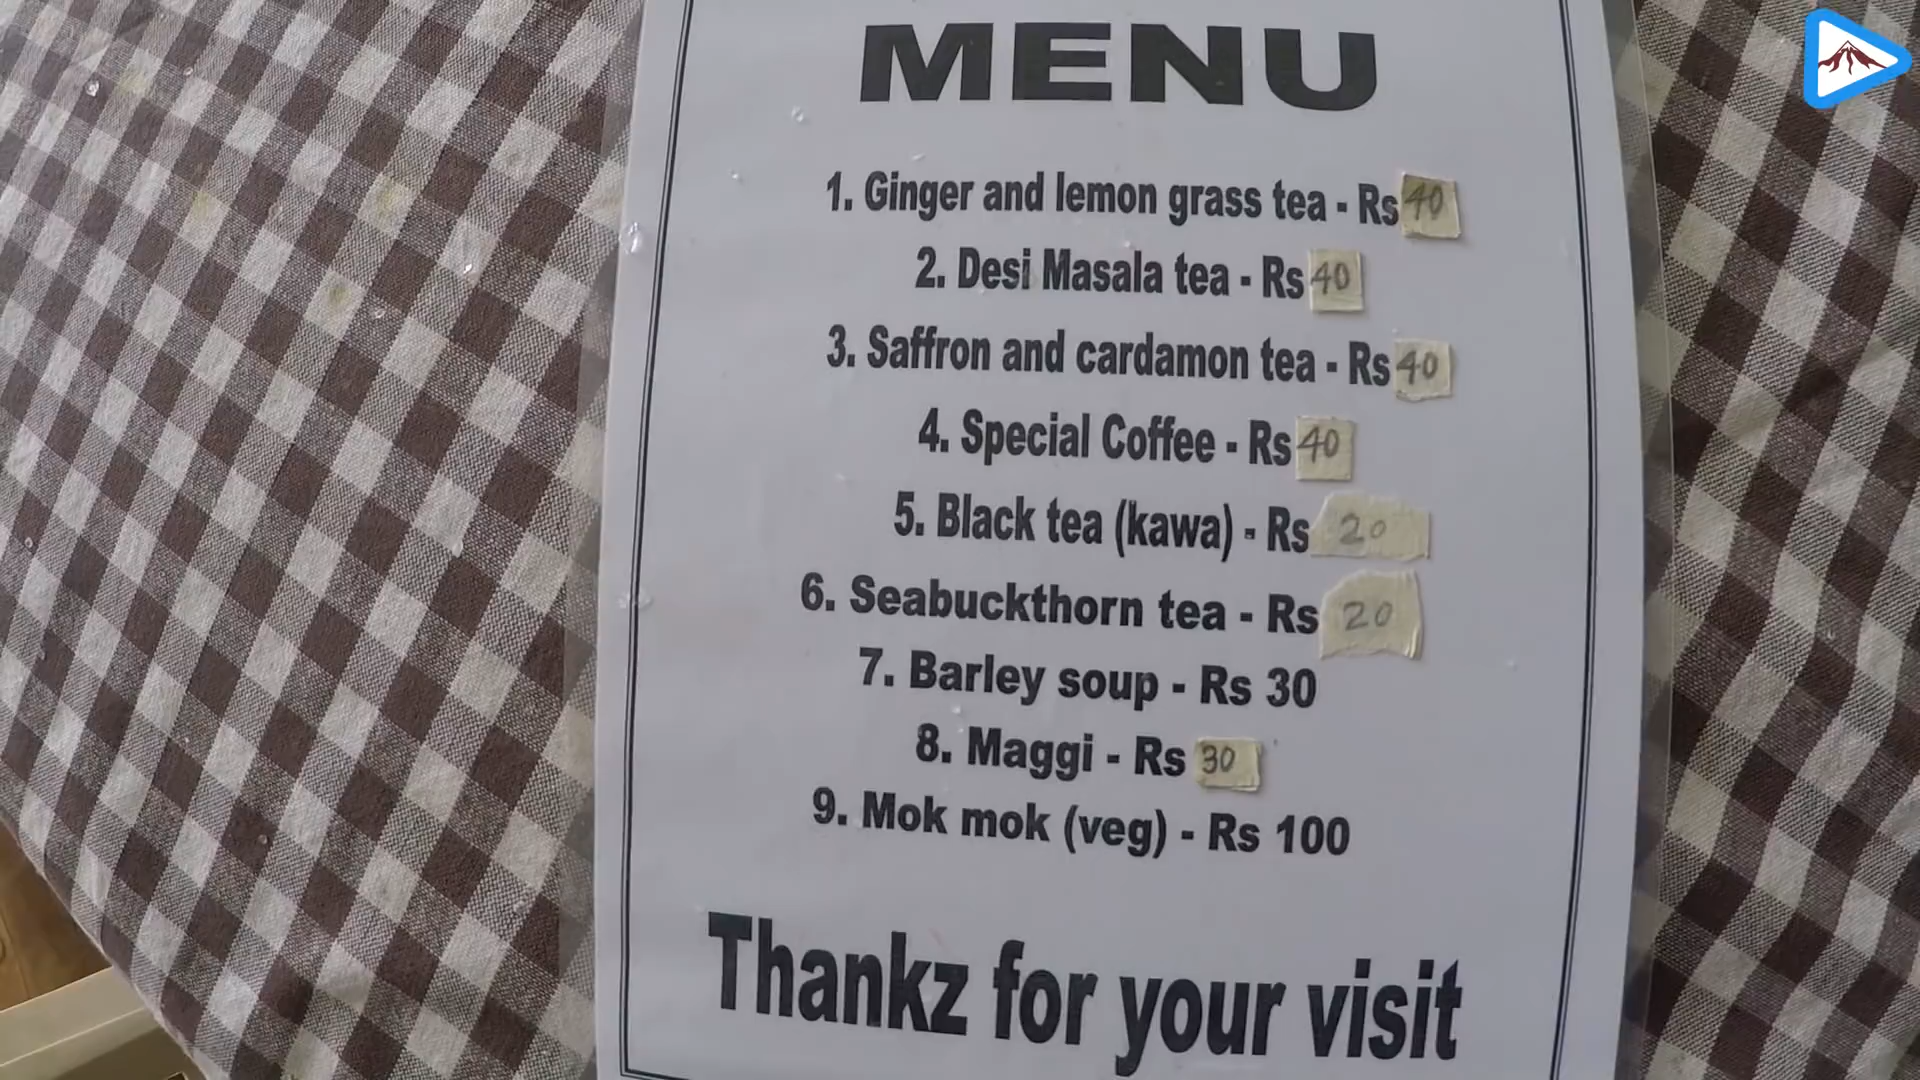 MENU
1. Ginger and lemon grass tea - Rs 40
2. Desi Masala tea - Rs 40
3. Saffron and cardamon tea - Rs 40
4. Special Coffee - Rs 40
5. Black tea (kawa) - Rs 20
6. Seabuckthorn tea - Rs 20
7. Barley soup - Rs 30
8. Maggi - Rs 30
9. Mok mok (veg) - Rs 100
Thankz for your visit